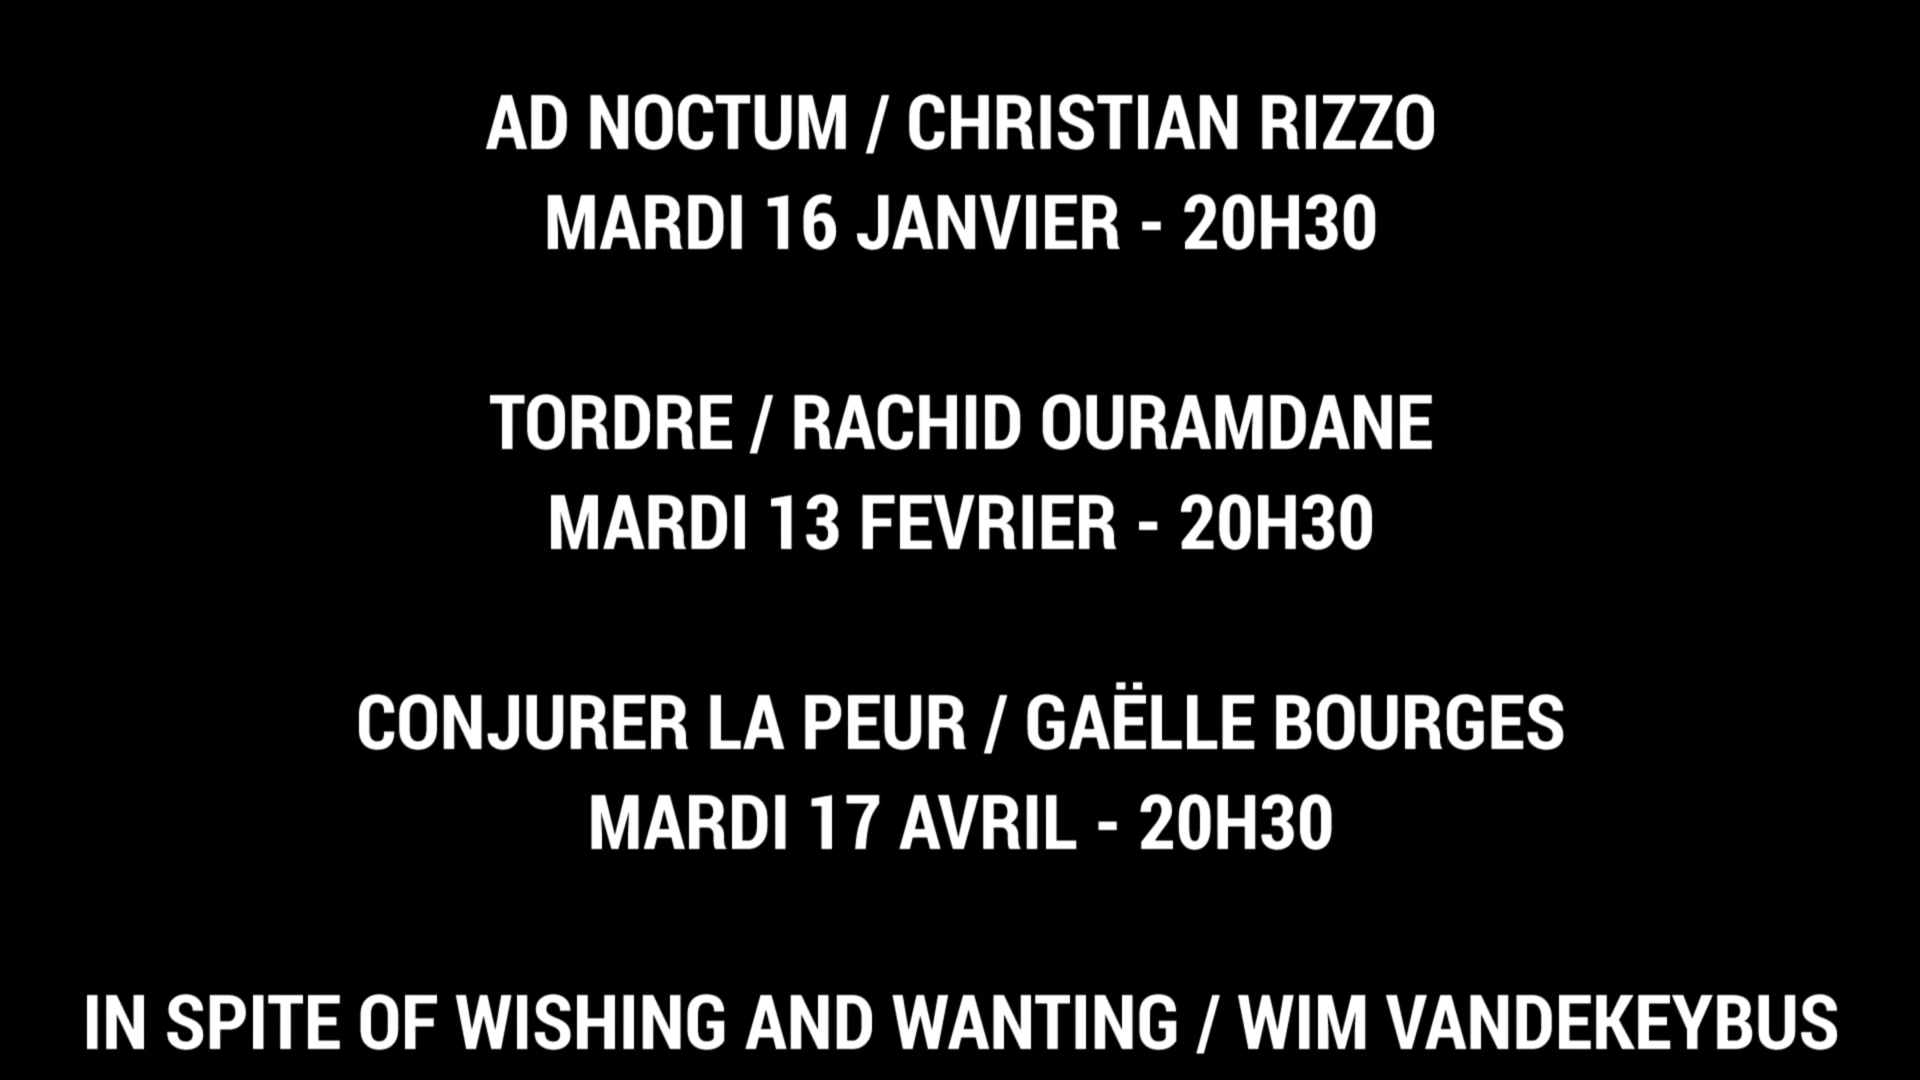 AD NOCTUM / CHRISTIAN RIZZO
MARDI 16 JANVIER - 20H30
TORDRE / RACHID OURAMDANE
MARDI 13 FEVRIER - 20H30
CONJURER LA PEUR / GAËLLE BOURGES
MARDI 17 AVRIL - 20H30
IN SPITE OF WISHING AND WANTING / WIM VANDEKEYBUS